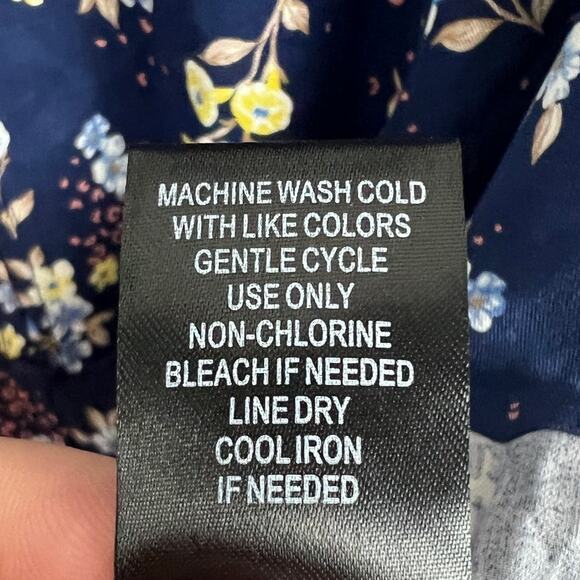 MACHINE WASH COLD
WITH LIKE COLORS
GENTLE CYCLE
USE ONLY
NON-CHLORINE
BLEACH IF NEEDED
LINE DRY
COOL IRON
IF NEEDED